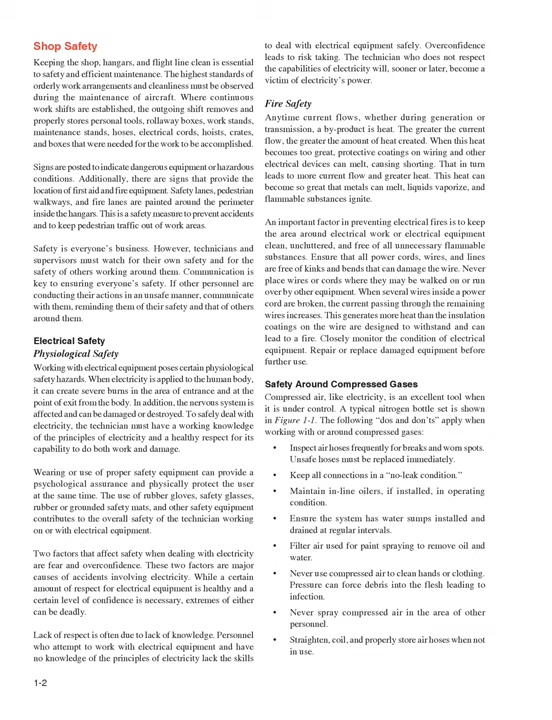 Shop Safety
Keeping the shop, hangars, and flight line clean is essential
to safety and efficient maintenance. The highest standards of
orderly work arrangements and cleanliness must be observed
during the maintenance of aircraft. Where continuous
work shifts are established, the outgoing shift removes and
properly stores personal tools, rollaway boxes, work stands,
maintenance stands, hoses, electrical cords, hoists, crates,
and boxes that were needed for the work to be accomplished.
Signs are posted to indicate dangerous equipment or hazardous
conditions. Additionally, there are signs that provide the
location of first aid and fire equipment. Safety lanes, pedestrian
walkways, and fire lanes are painted around the perimeter
inside the hangars. This is a safety measure to prevent accidents
and to keep pedestrian traffic out of work areas.
Safety is everyone's business. However, technicians and
supervisors must watch for their own safety and for the
safety of others working around them. Communication is
key to ensuring everyone's safety. If other personnel are
conducting their actions in an unsafe manner, communicate
with them, reminding them of their safety and that of others
around them.
Electrical Safety
Physiological Safety
Working with electrical equipment poses certain physiological
safety hazards. When electricity is applied to the human body,
it can create severe burns in the area of entrance and at the
point of exit from the body. In addition, the nervous system is
affected and can be damaged or destroyed. To safely deal with
electricity, the technician must have a working knowledge
of the principles of electricity and a healthy respect for its
capability to do both work and damage.
Wearing or use of proper safety equipment can provide a
psychological assurance and physically protect the user
at the same time. The use of rubber gloves, safety glasses,
rubber or grounded safety mats, and other safety equipment
contributes to the overall safety of the technician working
on or with electrical equipment.
Two factors that affect safety when dealing with electricity
are fear and overconfidence. These two factors are major
causes of accidents involving electricity. While a certain
amount of respect for electrical equipment is healthy and a
certain level of confidence is necessary, extremes of either
can be deadly.
Lack of respect is often due to lack of knowledge. Personnel
who attempt to work with electrical equipment and have
no knowledge of the principles of electricity lack the skills
to deal with electrical equipment safely. Overconfidence
leads to risk taking. The technician who does not respect
the capabilities of electricity will, sooner or later, become a
victim of electricity's power.
Fire Safety
Anytime current flows, whether during generation or
transmission, a by-product is heat. The greater the current
flow, the greater the amount of heat created. When this heat
becomes too great, protective coatings on wiring and other
electrical devices can melt, causing shorting. That in turn
leads to more current flow and greater heat. This heat can
become so great that metals can melt, liquids vaporize, and
flammable substances ignite.
An important factor in preventing electrical fires is to keep
the area around electrical work or electrical equipment
clean, uncluttered, and free of all unnecessary flammable
substances. Ensure that all power cords, wires, and lines
are free of kinks and bends that can damage the wire. Never
place wires or cords where they may be walked on or run
over by other equipment. When several wires inside a power
cord are broken, the current passing through the remaining
wires increases. This generates more heat than the insulation
coatings on the wire are designed to withstand and can
lead to a fire. Closely monitor the condition of electrical
equipment. Repair or replace damaged equipment before
further use.
Safety Around Compressed Gases
Compressed air, like electricity, is an excellent tool when
it is under control. A typical nitrogen bottle set is shown
in Figure 1-1. The following “dos and don'ts” apply when
working with or around compressed gases:
• Inspect air hoses frequently for breaks and worn spots.
Unsafe hoses must be replaced immediately.
• Keep all connections in a “no-leak condition.”
• Maintain in-line oilers, if installed, in operating
condition.
• Ensure the system has water sumps installed and
drained at regular intervals.
• Filter air used for paint spraying to remove oil and
water.
• Never use compressed air to clean hands or clothing.
Pressure can force debris into the flesh leading to
infection.
• Never spray compressed air in the area of other
personnel.
• Straighten, coil, and properly store air hoses when not
in use.
1-2